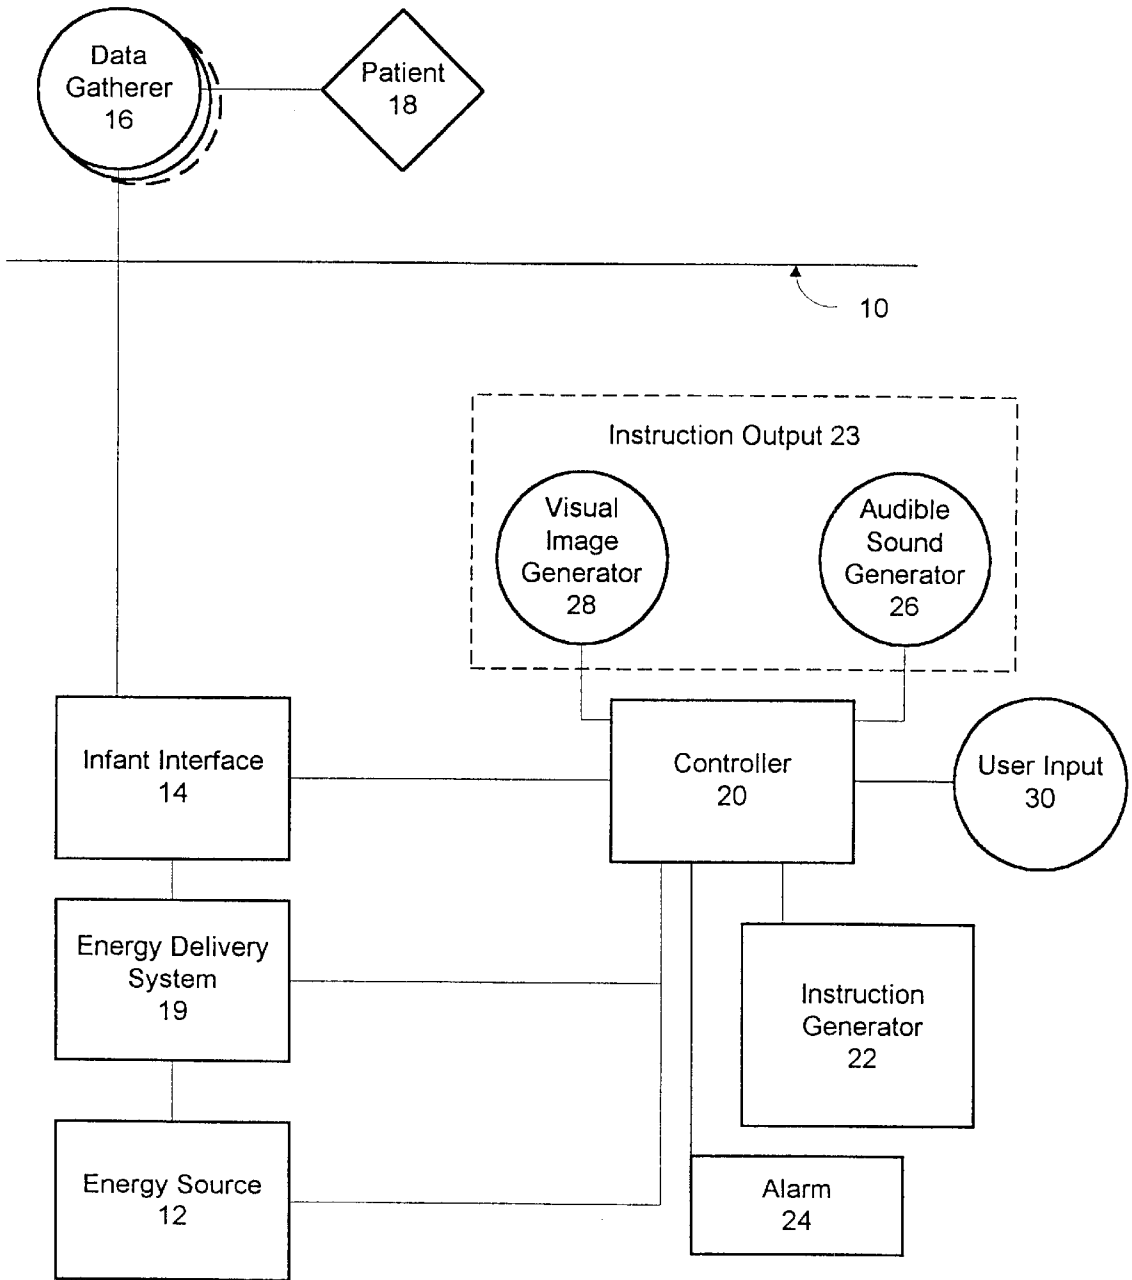 Data
Gatherer
16
Patient
18
10
Instruction Output 23
Visual
Image
Generator
28
Audible
Sound
Generator
26
Infant Interface
14
Controller
20
User Input
30
Energy Delivery
System
19
Instruction
Generator
22
Energy Source
12
Alarm
24